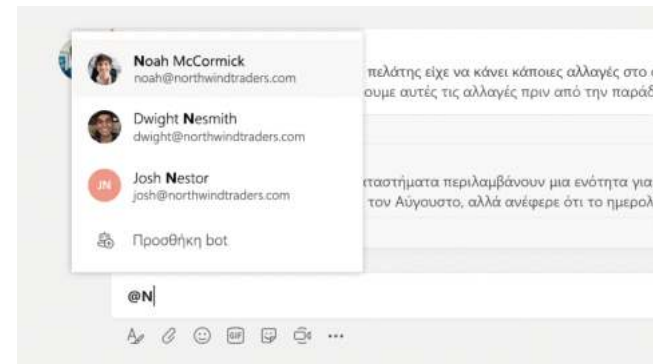 Noah McCormick
noah@northwindtraders.com
πελάτης είχε να κάνει κάποιες αλλαγές στο
ουμε αυτές τις αλλαγές πριν από την παράδ
Dwight Nesmith
dwight@northwindtraders.com
JN
Josh Nestor
josh@northwindtraders.com
ταστήματα περιλαμβάνουν μια ενότητα για
τον Αύγουστο, αλλά ανέφερε ότι το ημερολ
Προσθήκη bot
@N
GIF